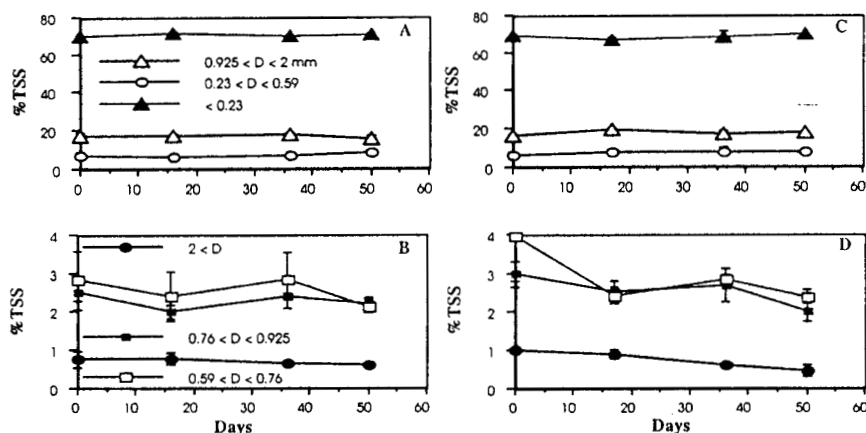 80
60
40
20
0
%TSS
A
0.925 < D < 2 mm
0.23 < D < 0.59
< 0.23
0 10 20 30 40 50 60
80
60
40
20
0
%TSS
C
0 10 20 30 40 50 60
4
3
2
1
0
%TSS
B
2 < D
0.76 < D < 0.925
0.59 < D < 0.76
0 10 20 30 40 50 60
Days
4
3
2
1
0
%TSS
D
0 10 20 30 40 50 60
Days